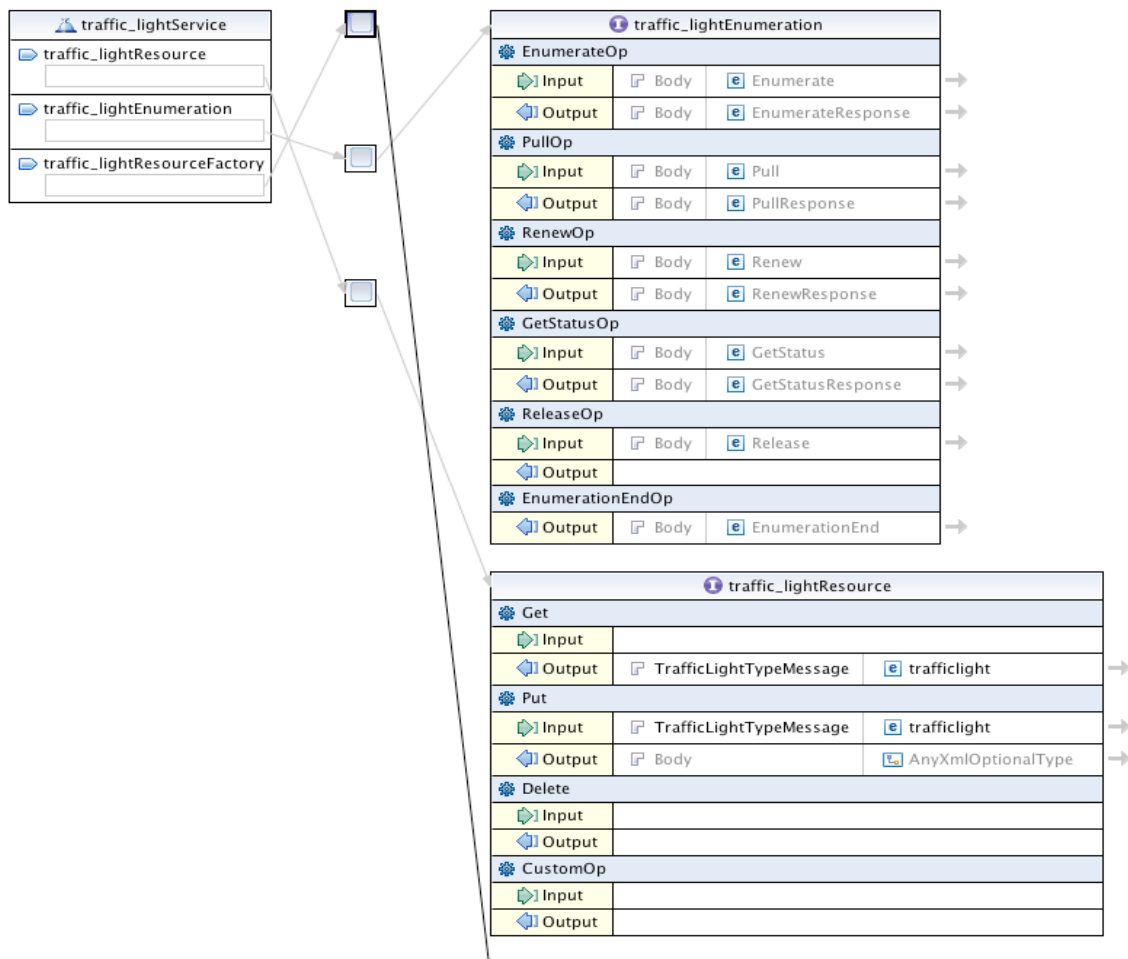 traffic_lightService
traffic_lightResource
traffic_lightEnumeration
traffic_lightResourceFactory
traffic_lightEnumeration
EnumerateOp
Input Body e Enumerate
Output Body e EnumerateResponse
PullOp
Input Body e Pull
Output Body e PullResponse
RenewOp
Input Body e Renew
Output Body e RenewResponse
GetStatusOp
Input Body e GetStatus
Output Body e GetStatusResponse
ReleaseOp
Input Body e Release
Output
EnumerationEndOp
Output Body e EnumerationEnd
traffic_lightResource
Get
Input
Output TrafficLightTypeMessage e trafficlight
Put
Input TrafficLightTypeMessage e trafficlight
Output Body AnyXmlOptionalType
Delete
Input
Output
CustomOp
Input
Output